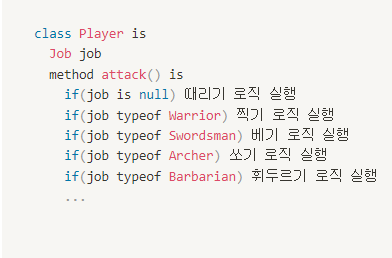 class Player is
Job job
method attack() is
if(job is null) 때리기 로직 실행
if(job typeof Warrior) 찍기 로직 실행
if(job typeof Swordsman) 베기 로직 실행
if(job typeof Archer) 쏘기 로직 실행
if(job typeof Barbarian) 휘두르기 로직 실행
...